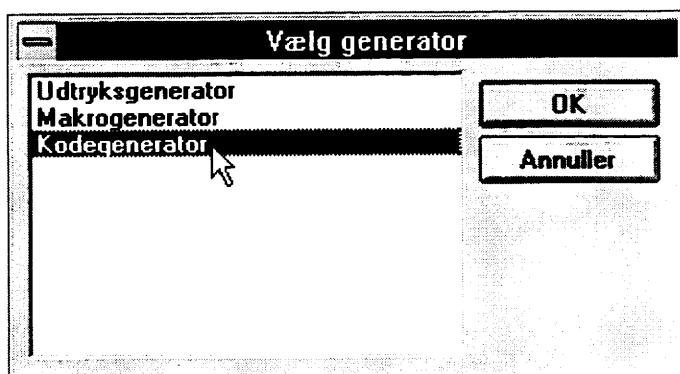 Vælg generator
Udtryksgenerator
Makrogenerator
Kodegenerator
OK
Annuller